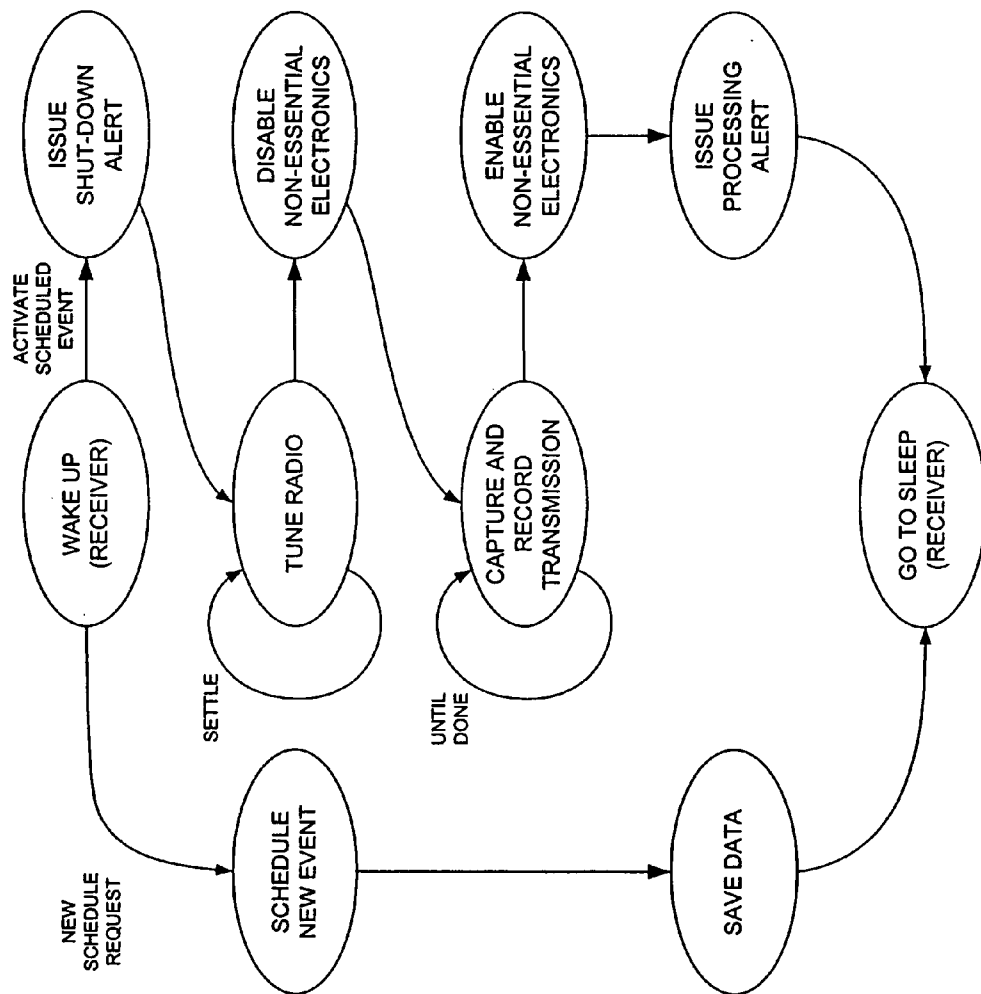 NEW
SCHEDULE
REQUEST
WAKE UP
(RECEIVER)
ACTIVATE
SCHEDULED
EVENT
ISSUE
SHUT-DOWN
ALERT
SCHEDULE
NEW EVENT
SETTLE
TUNE RADIO
DISABLE
NON-ESSENTIAL
ELECTRONICS
UNTIL
DONE
CAPTURE AND
RECORD
TRANSMISSION
ENABLE
NON-ESSENTIAL
ELECTRONICS
SAVE DATA
ISSUE
PROCESSING
ALERT
GO TO SLEEP
(RECEIVER)